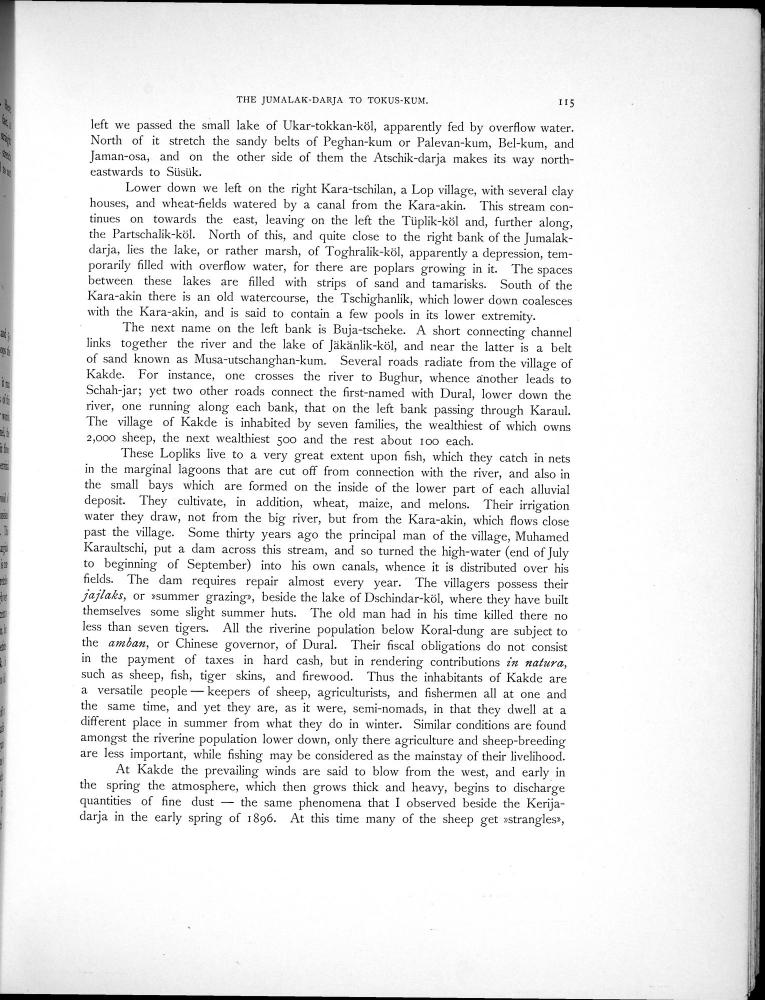 THE JUMALAK-DARJA TO TOKUS-KUM. 115
left we passed the small lake of Ukar-tokkan-köl, apparently fed by overflow water.
North of it stretch the sandy belts of Peghan-kum or Palevan-kum, Bel-kum, and
Jaman-osa, and on the other side of them the Atschik-darja makes its way north-
eastwards to Süsük.
Lower down we left on the right Kara-tschilan, a Lop village, with several clay
houses, and wheat-fields watered by a canal from the Kara-akin. This stream con-
tinues on towards the east, leaving on the left the Tüplik-köl and, further along,
the Partschalik-köl. North of this, and quite close to the right bank of the Jumalak-
darja, lies the lake, or rather marsh, of Toghralik-köl, apparently a depression, tem-
porarily filled with overflow water, for there are poplars growing in it. The spaces
between these lakes are filled with strips of sand and tamarisks. South of the
Kara-akin there is an old watercourse, the Tschighanlik, which lower down coalesces
with the Kara-akin, and is said to contain a few pools in its lower extremity.
The next name on the left bank is Buja-tscheke. A short connecting channel
links together the river and the lake of Jäkänlik-köl, and near the latter is a belt
of sand known as Musa-utschanghan-kum. Several roads radiate from the village of
Kakde. For instance, one crosses the river to Bughur, whence another leads to
Schah-jar; yet two other roads connect the first-named with Dural, lower down the
river, one running along each bank, that on the left bank passing through Karaul.
The village of Kakde is inhabited by seven families, the wealthiest of which owns
2,000 sheep, the next wealthiest 500 and the rest about 100 each.
These Lopliks live to a very great extent upon fish, which they catch in nets
in the marginal lagoons that are cut off from connection with the river, and also in
the small bays which are formed on the inside of the lower part of each alluvial
deposit. They cultivate, in addition, wheat, maize, and melons. Their irrigation
water they draw, not from the big river, but from the Kara-akin, which flows close
past the village. Some thirty years ago the principal man of the village, Muhamed
Karaultschi, put a dam across this stream, and so turned the high-water (end of July
to beginning of September) into his own canals, whence it is distributed over his
fields. The dam requires repair almost every year. The villagers possess their
jajlaks, or »summer grazing», beside the lake of Dschindar-köl, where they have built
themselves some slight summer huts. The old man had in his time killed there no
less than seven tigers. All the riverine population below Koral-dung are subject to
the amban, or Chinese governor, of Dural. Their fiscal obligations do not consist
in the payment of taxes in hard cash, but in rendering contributions in natura,
such as sheep, fish, tiger skins, and firewood. Thus the inhabitants of Kakde are
a versatile people — keepers of sheep, agriculturists, and fishermen all at one and
the same time, and yet they are, as it were, semi-nomads, in that they dwell at a
different place in summer from what they do in winter. Similar conditions are found
amongst the riverine population lower down, only there agriculture and sheep-breeding
are less important, while fishing may be considered as the mainstay of their livelihood.
At Kakde the prevailing winds are said to blow from the west, and early in
the spring the atmosphere, which then grows thick and heavy, begins to discharge
quantities of fine dust — the same phenomena that I observed beside the Kerija-
darja in the early spring of 1896. At this time many of the sheep get »strangles»,